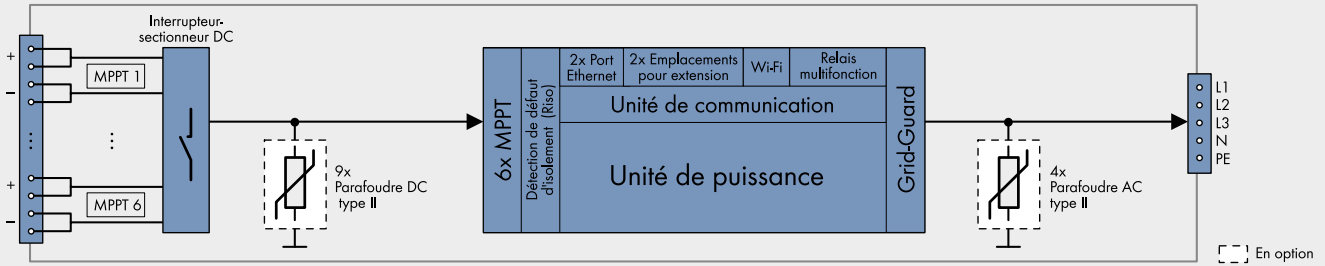 Interrupteur-
sectionneur DC
+
MPPT 1
−
⋮
⋮
+
MPPT 6
−
9x
Parafoudre DC
type II
6x MPPT
Détection de défaut
d'isolement (Riso)
2x Port
Ethernet
2x Emplacements
pour extension
Wi-Fi
Relais
multifonction
Unité de communication
Unité de puissance
Grid-Guard
4x
Parafoudre AC
type II
L1
L2
L3
N
PE
En option